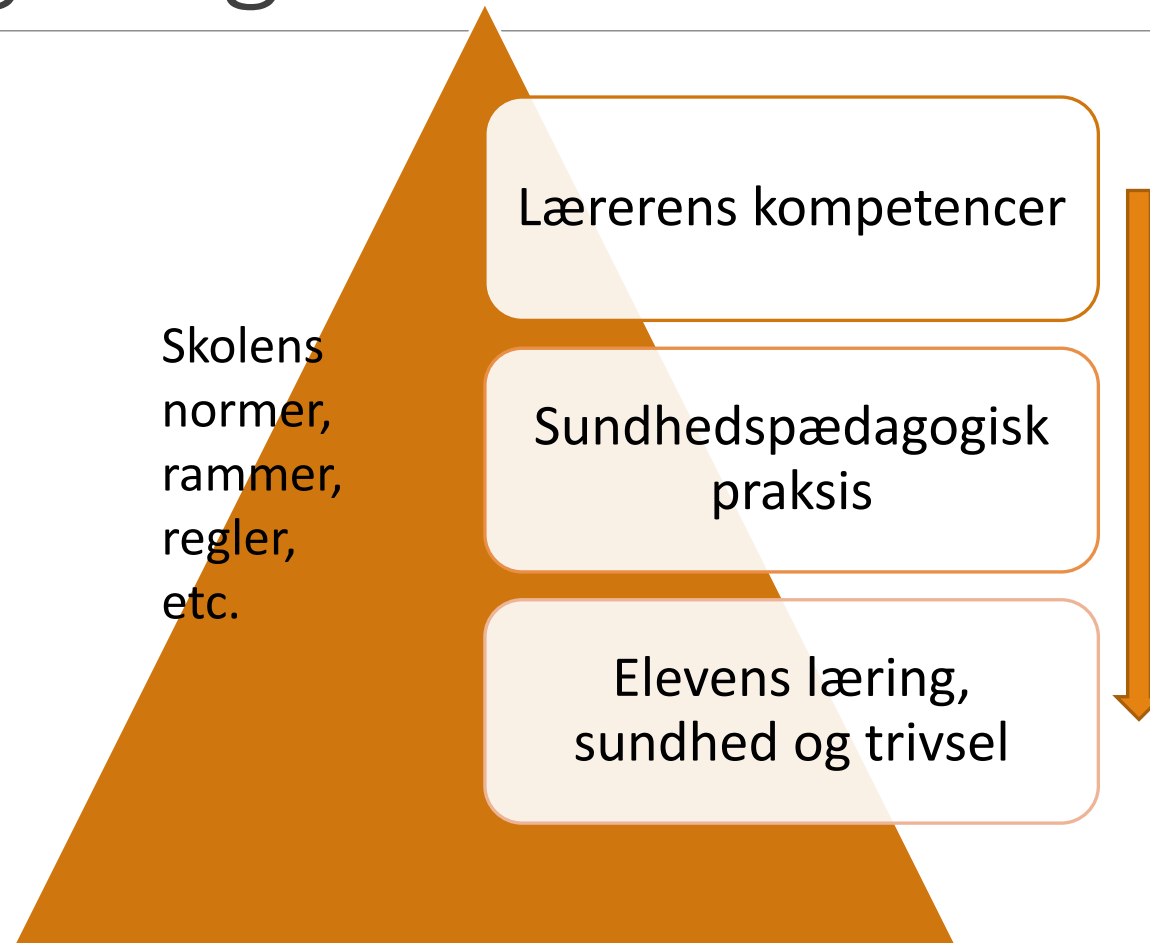 Lærerens kompetencer
Skolens
normer,
rammer,
regler,
etc.
Sundhedspædagogisk
praksis
Elevens læring,
sundhed og trivsel